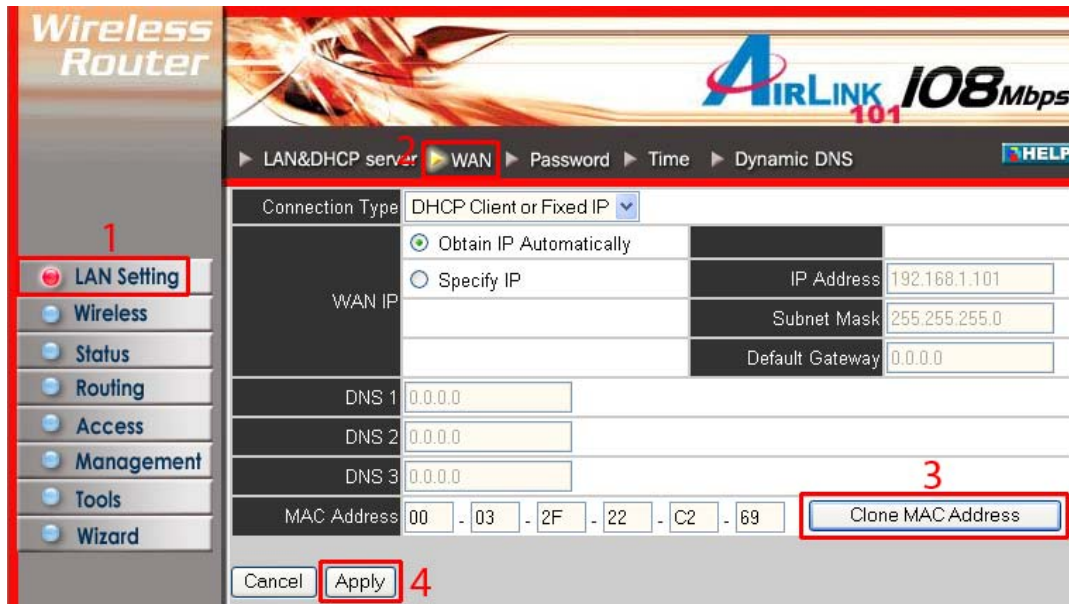 Wireless
Router
AIRLINK 101 108Mbps
2
LAN&DHCP server WAN Password Time Dynamic DNS HELP
1
LAN Setting
Wireless
Status
Routing
Access
Management
Tools
Wizard
Connection Type DHCP Client or Fixed IP
WAN IP Obtain IP Automatically
Specify IP IP Address 192.168.1.101
Subnet Mask 255.255.255.0
Default Gateway 0.0.0.0
DNS 1 0.0.0.0
DNS 2 0.0.0.0
DNS 3 0.0.0.0
3
MAC Address 00 - 03 - 2F - 22 - C2 - 69 Clone MAC Address
Cancel Apply 4